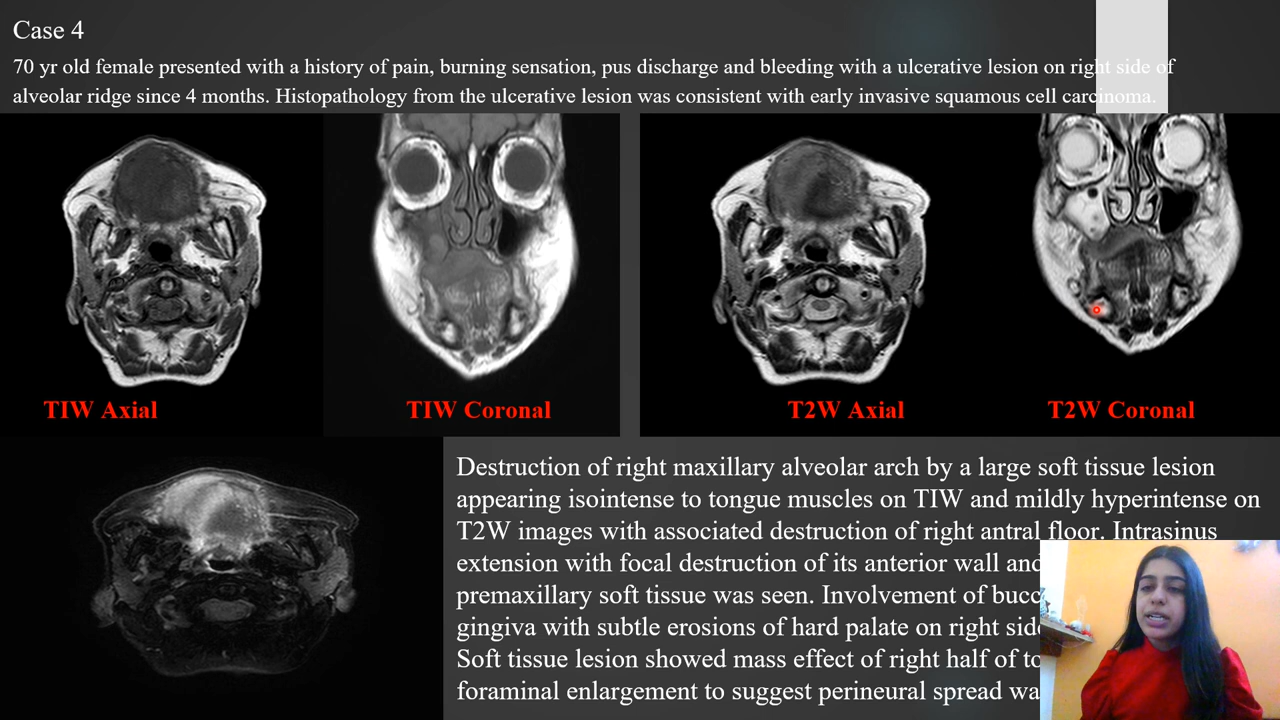 Case 4
70 yr old female presented with a history of pain, burning sensation, pus discharge and bleeding with a ulcerative lesion on right side of
alveolar ridge since 4 months. Histopathology from the ulcerative lesion was consistent with early invasive squamous cell carcinoma.
TIW Axial
TIW Coronal
T2W Axial
T2W Coronal
Destruction of right maxillary alveolar arch by a large soft tissue lesion
appearing isointense to tongue muscles on TIW and mildly hyperintense on
T2W images with associated destruction of right antral floor. Intrasinus
extension with focal destruction of its anterior wall and
premaxillary soft tissue was seen. Involvement of
gingiva with subtle erosions of hard palate on right
Soft tissue lesion showed mass effect of right half of
foraminal enlargement to suggest perineural spread